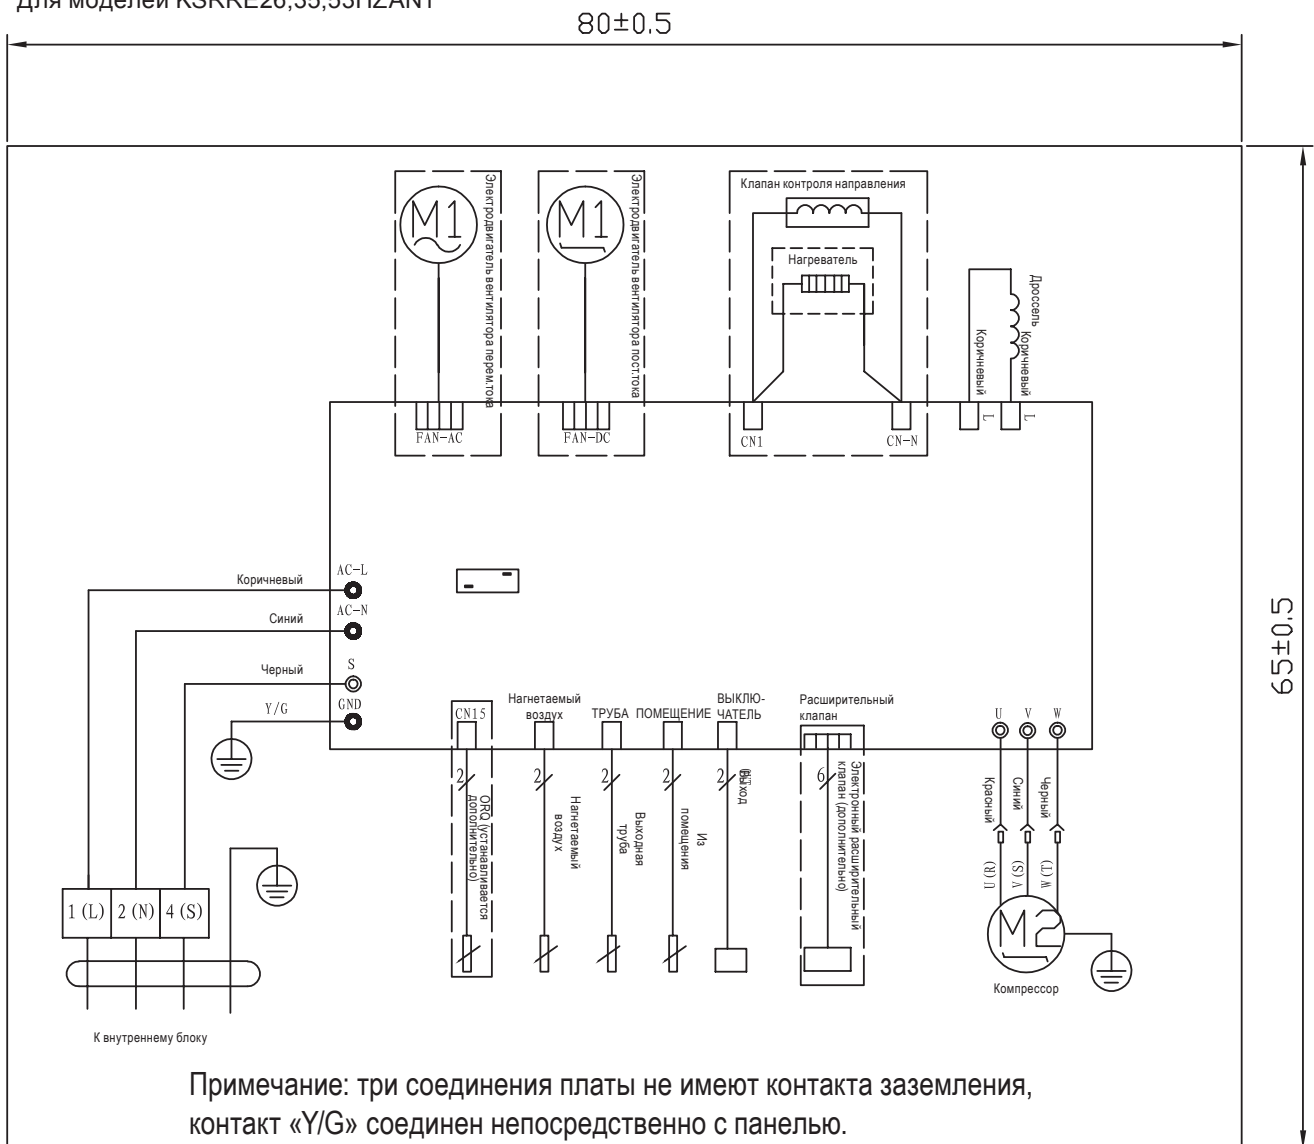 Для моделей KSRRE26,35,53HZAN1
80±0.5
65±0.5
M1
Электродвигатель вентилятора перем.тока
FAN-AC
M1
Электродвигатель вентилятора пост.тока
FAN-DC
Клапан контроля направления
Нагреватель
CN1
CN-N
Дроссель
Коричневый
Коричневый
L
L
Коричневый
AC-L
Синий
AC-N
Черный
S
Y/G
GND
1(L)
2(N)
4(S)
К внутреннему блоку
CN15
2
ORQ (устанавливается
дополнительно)
Нагнетаемый
воздух
2
Нагнетаемый
воздух
ТРУБА
2
Выходная
труба
ПОМЕЩЕНИЕ
2
Из
помещения
ВЫКЛЮ-
ЧАТЕЛЬ
2
Выход
Расширительный
клапан
6
Электронный расширительный
клапан (дополнительно)
U
V
W
Красный
Синий
Черный
U(R)
V(S)
W(T)
M2
Компрессор
Примечание: три соединения платы не имеют контакта заземления,
контакт «Y/G» соединен непосредственно с панелью.